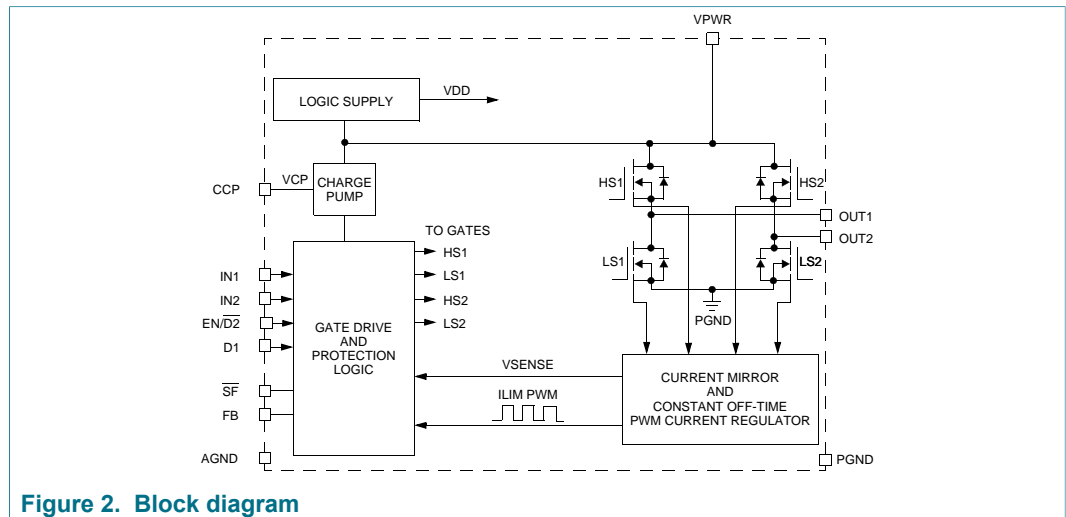 VPWR
LOGIC SUPPLY
VDD
CCP
VCP
CHARGE
PUMP
HS1
HS2
OUT1
OUT2
TO GATES
HS1
LS1
HS2
LS2
LS1
LS2
PGND
IN1
IN2
EN/D2
D1
SF
FB
AGND
GATE DRIVE
AND
PROTECTION
LOGIC
VSENSE
ILIM PWM
CURRENT MIRROR
AND
CONSTANT OFF-TIME
PWM CURRENT REGULATOR
PGND
Figure 2. Block diagram